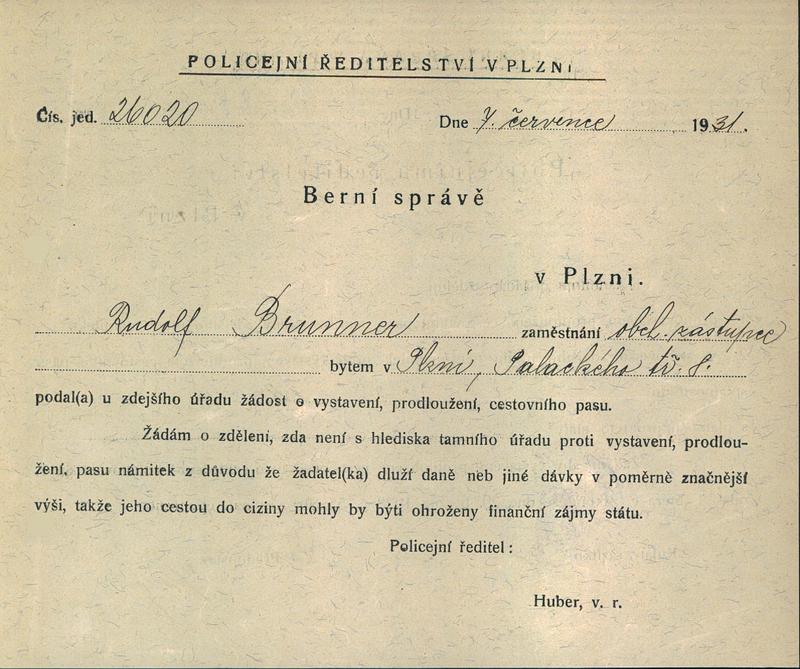 POLICEJNÍ ŘEDITELSTVÍ V PLZNI
Čís. jed. 26020 Dne 7. července 1931.
Berní správě
v Plzni.
Rudolf Brunner zaměstnání obch. zástupce
bytem v Plzni, Palackého tř. 8.
podal(a) u zdejšího úřadu žádost o vystavení, prodloužení, cestovního pasu.
Žádám o zdělení, zda není s hlediska tamního úřadu proti vystavení, prodlou-
žení, pasu námitek z důvodu že žadatel(ka) dluží daně neb jiné dávky v poměrně značnější
výši, takže jeho cestou do ciziny mohly by býti ohroženy finanční zájmy státu.
Policejní ředitel:
Huber, v. r.